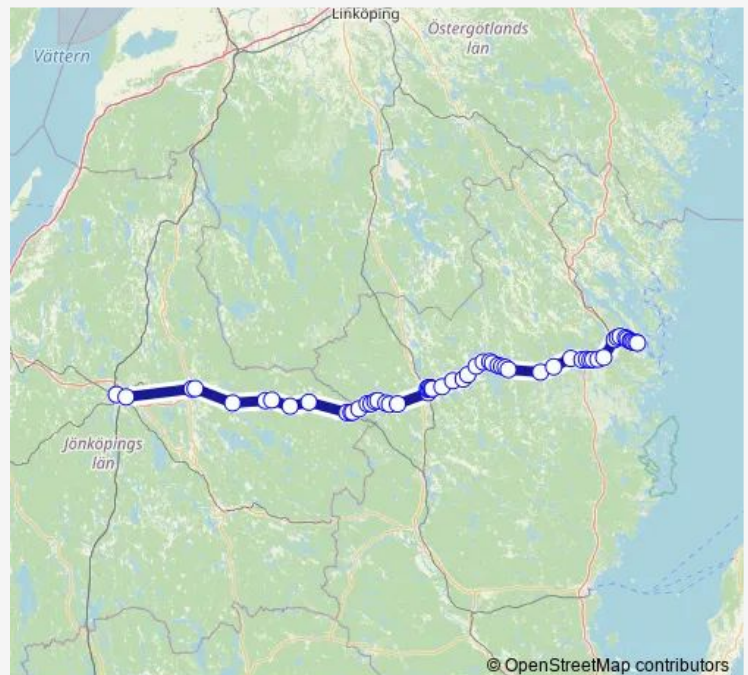 Linköping
Östergötlands
län
Vättern
Jönköpings
län
© OpenStreetMap contributors